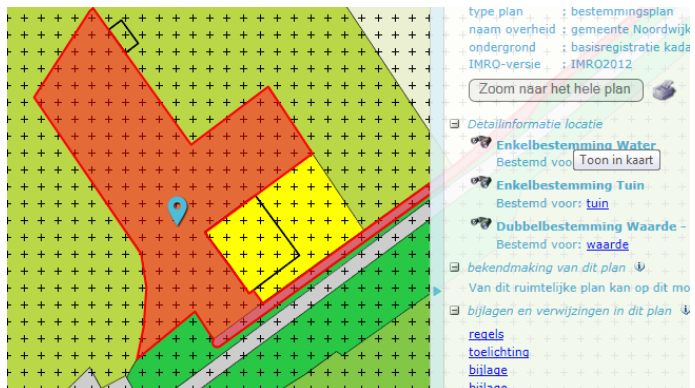 type plan : bestemmingsplan
naam overheid : gemeente Noordwijk
ondergrond : basisregistratie kada
IMRO-versie : IMRO2012
Zoom naar het hele plan
Detailinformatie locatie
Enkelbestemming Water
Bestemd voo
Toon in kaart
Enkelbestemming Tuin
Bestemd voor: tuin
Dubbelbestemming Waarde -
Bestemd voor: waarde
bekendmaking van dit plan
Van dit ruimtelijke plan kan op dit mo
bijlagen en verwijzingen in dit plan
regels
toelichting
bijlage
bijlage